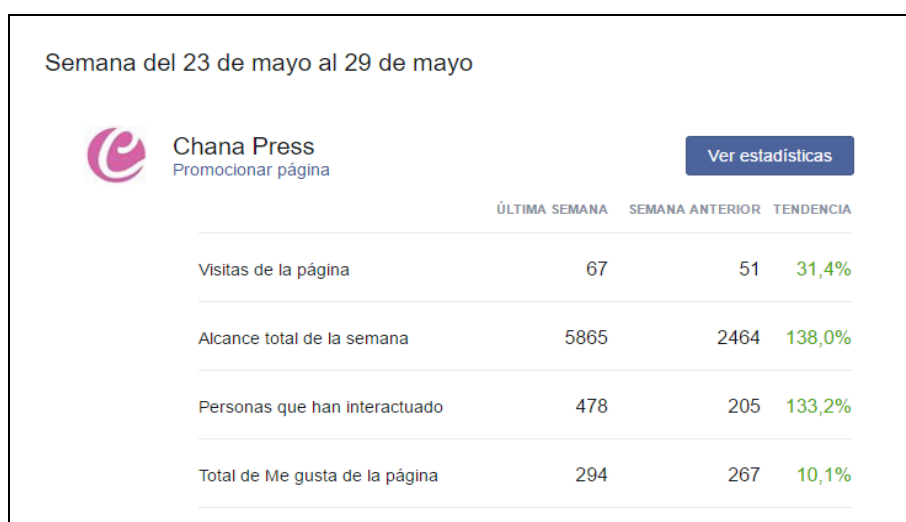 Semana del 23 de mayo al 29 de mayo
Chana Press
Promocionar página
Ver estadísticas
ÚLTIMA SEMANA SEMANA ANTERIOR TENDENCIA
Visitas de la página 67 51 31,4%
Alcance total de la semana 5865 2464 138,0%
Personas que han interactuado 478 205 133,2%
Total de Me gusta de la página 294 267 10,1%